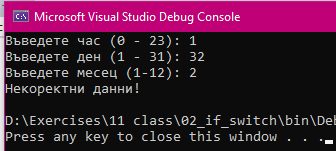 Microsoft Visual Studio Debug Console
Въведете час (0 - 23): 1
Въведете ден (1 - 31): 32
Въведете месец (1-12): 2
Некоректни данни!
D:\Exercises\11 class\02_if_switch\bin\Deb
Press any key to close this window . . .